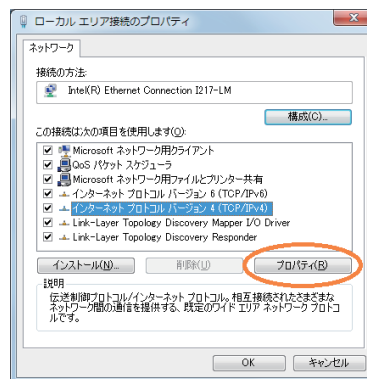 ローカル エリア接続のプロパティ
ネットワーク
接続の方法:
Intel(R) Ethernet Connection I217-LM
構成(C)...
この接続は次の項目を使用します(O):
Microsoft ネットワーク用クライアント
QoS パケット スケジューラ
Microsoft ネットワーク用ファイルとプリンター共有
インターネット プロトコル バージョン 6 (TCP/IPv6)
インターネット プロトコル バージョン 4 (TCP/IPv4)
Link-Layer Topology Discovery Mapper I/O Driver
Link-Layer Topology Discovery Responder
インストール(N)... 削除(U) プロパティ(R)
説明
伝送制御プロトコル/インターネット プロトコル。相互接続されたさまざまな
ネットワーク間の通信を提供する、既定のワイド エリア ネットワーク プロトコ
ルです。
OK キャンセル